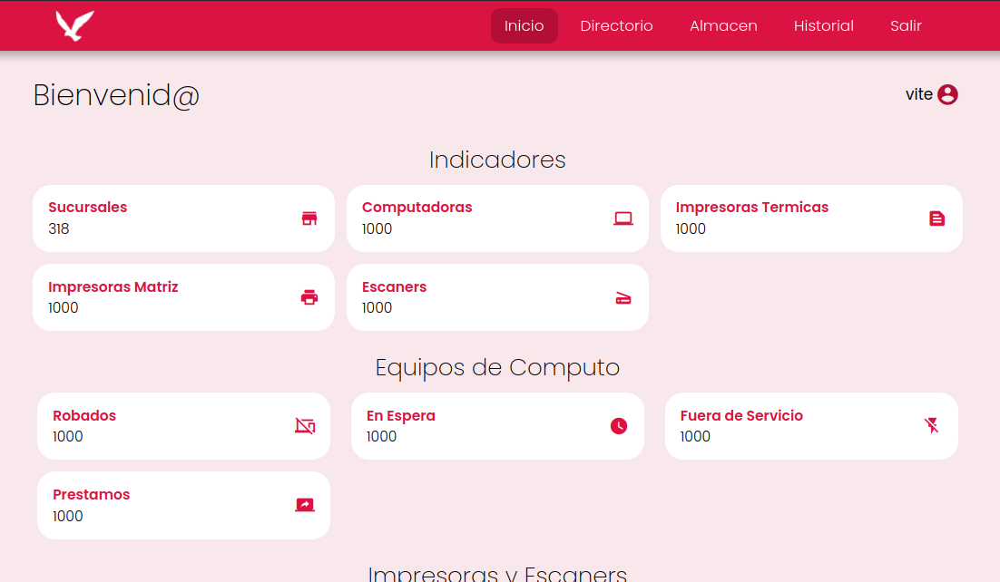 Inicio Directorio Almacen Historial Salir
Bienvenid@
vite
Indicadores
Sucursales
318
Computadoras
1000
Impresoras Termicas
1000
Impresoras Matriz
1000
Escaners
1000
Equipos de Computo
Robados
1000
En Espera
1000
Fuera de Servicio
1000
Prestamos
1000
Impresoras y Escaners